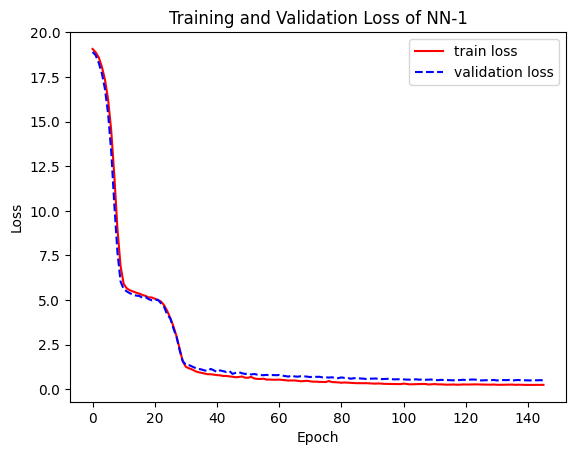 Training and Validation Loss of NN-1
train loss
validation loss
20.0
17.5
15.0
12.5
10.0
7.5
5.0
2.5
0.0
Loss
0 20 40 60 80 100 120 140
Epoch